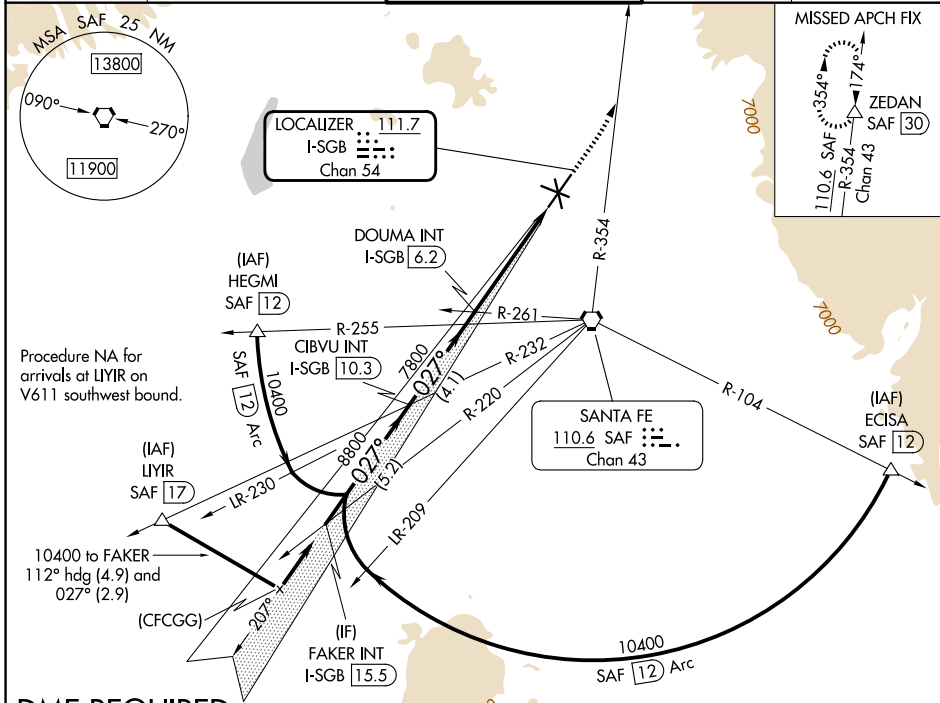 MSA SAF 25 NM
13800
090°
270°
11900
LOCALIZER 111.7
I-SGB
Chan 54
MISSED APCH FIX
354°
174°
ZEDAN
SAF 30
110.6 SAF
R-354
Chan 43
7000
7000
DOUMA INT
I-SGB 6.2
(IAF)
HEGMI
SAF 12
R-354
R-255
R-261
CIBVU INT
I-SGB 10.3
7800
027°
(4.1)
R-232
R-220
Procedure NA for
arrivals at LIYIR on
V611 southwest bound.
10400
SAF 12 Arc
R-104
SANTA FE
110.6 SAF
Chan 43
(IAF)
ECISA
SAF 12
(IAF)
LIYIR
SAF 17
8800
027°
(5.2)
LR-230
LR-209
10400 to FAKER
112° hdg (4.9) and
027° (2.9)
(CFCGG)
207°
(IF)
FAKER INT
I-SGB 15.5
10400
SAF 12 Arc
DME REQUIRED